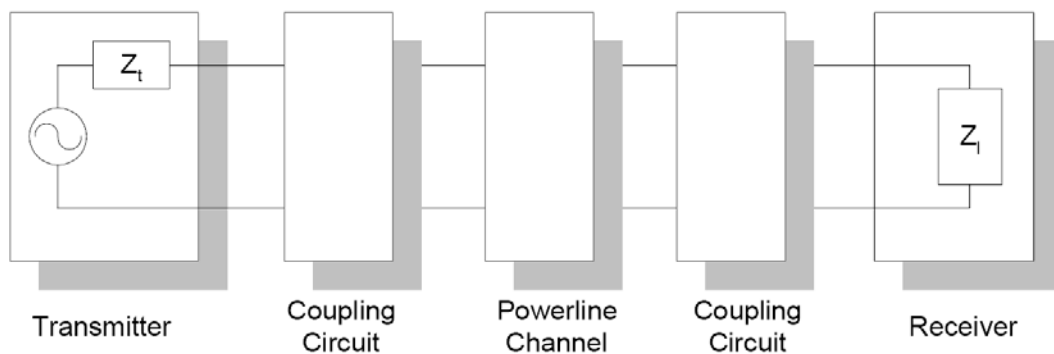 Zt
Zl
Transmitter
Coupling
Circuit
Powerline
Channel
Coupling
Circuit
Receiver